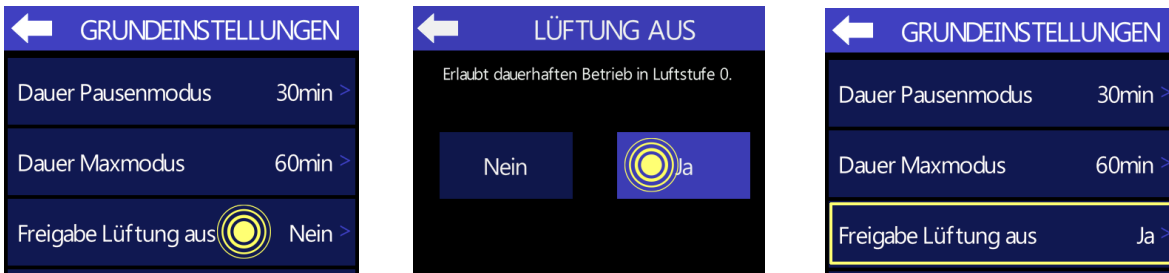 GRUNDEINSTELLUNGEN
Dauer Pausenmodus 30min >
Dauer Maxmodus 60min >
Freigabe Lüftung aus Nein >
LÜFTUNG AUS
Erlaubt dauerhaften Betrieb in Luftstufe 0.
Nein Ja
GRUNDEINSTELLUNGEN
Dauer Pausenmodus 30min >
Dauer Maxmodus 60min >
Freigabe Lüftung aus Ja >